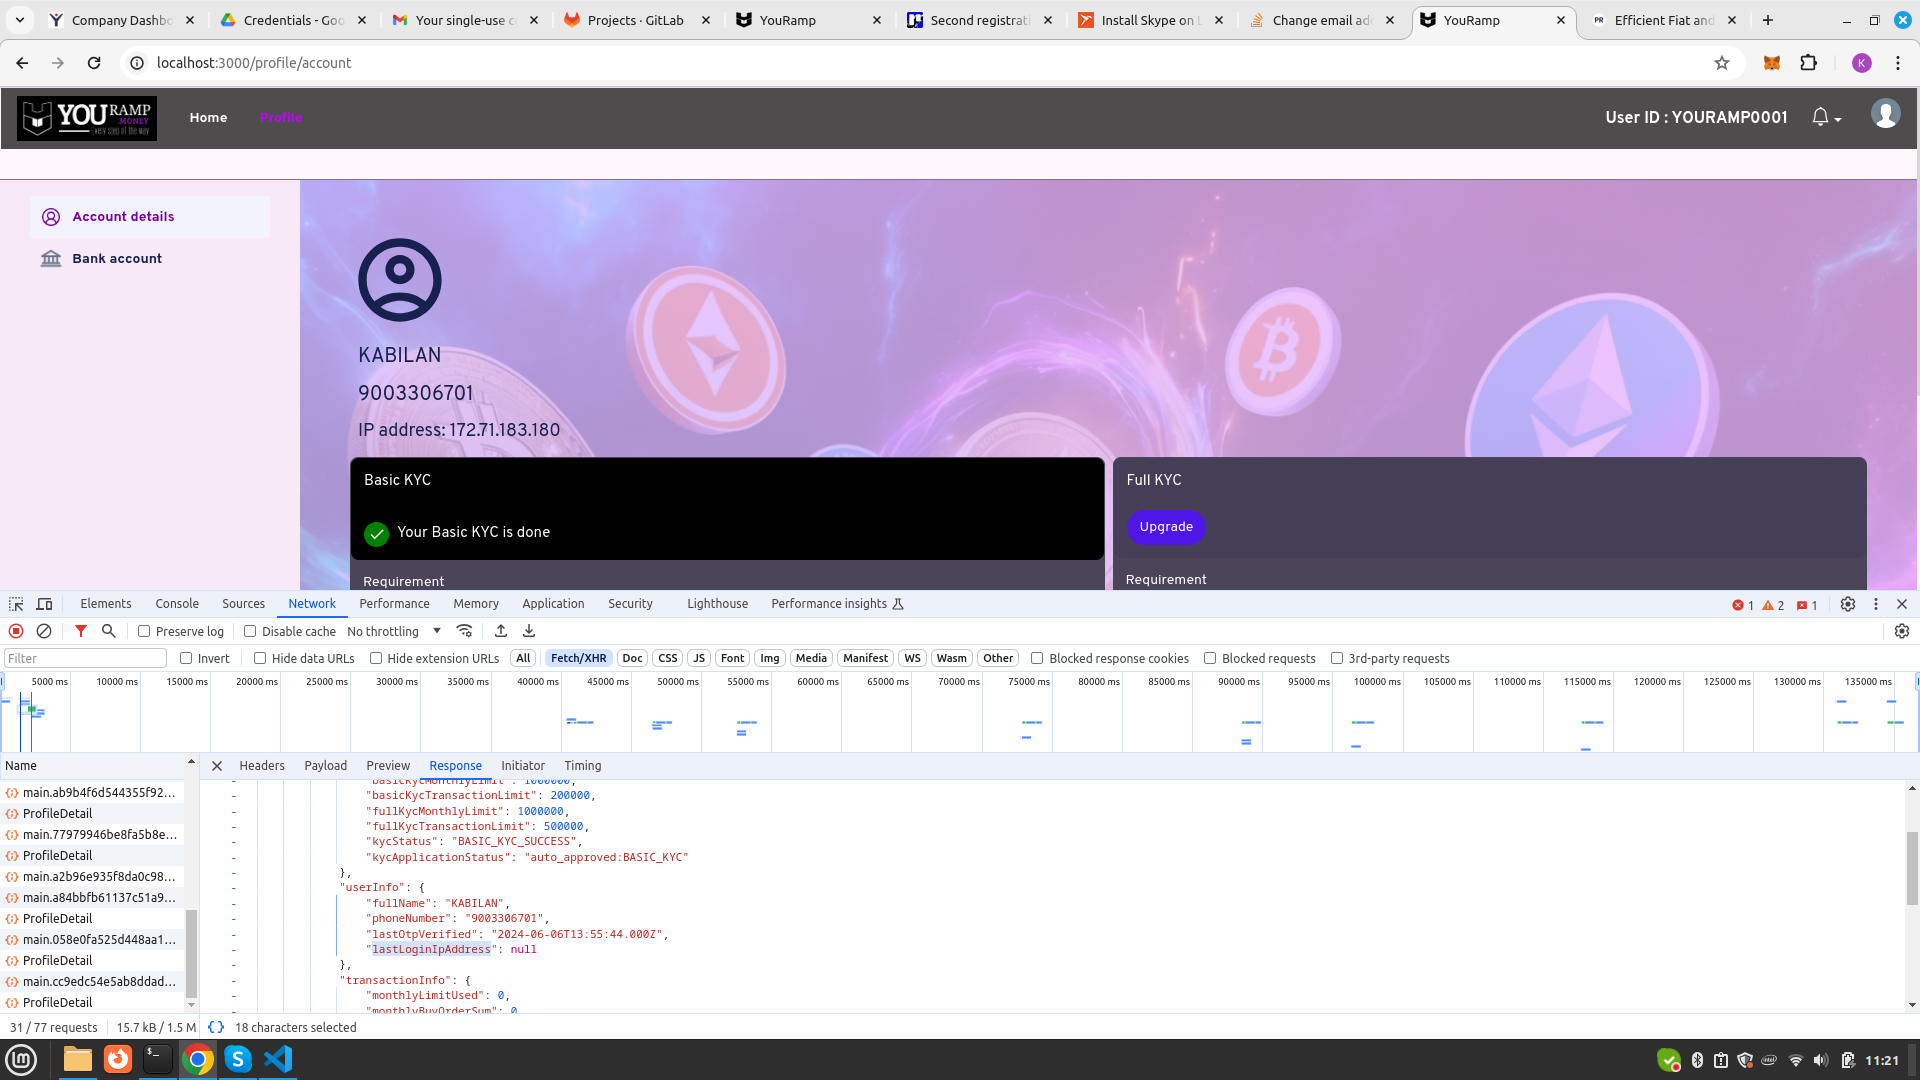 Company Dashbo
Credentials - Goo
Your single-use c
Projects · GitLab
YouRamp
Second registrati
Install Skype on L
Change email add
YouRamp
Efficient Fiat and
localhost:3000/profile/account
K
YOURAMP
.MONEY
Every step of the way
Home
Profile
User ID : YOURAMP0001
Account details
Bank account
KABILAN
9003306701
IP address: 172.71.183.180
Basic KYC
Your Basic KYC is done
Requirement
Full KYC
Upgrade
Requirement
Elements
Console
Sources
Network
Performance
Memory
Application
Security
Lighthouse
Performance insights
1
2
1
Preserve log
Disable cache
No throttling
Filter
Invert
Hide data URLs
Hide extension URLs
All
Fetch/XHR
Doc
CSS
JS
Font
Img
Media
Manifest
WS
Wasm
Other
Blocked response cookies
Blocked requests
3rd-party requests
5000 ms
10000 ms
15000 ms
20000 ms
25000 ms
30000 ms
35000 ms
40000 ms
45000 ms
50000 ms
55000 ms
60000 ms
65000 ms
70000 ms
75000 ms
80000 ms
85000 ms
90000 ms
95000 ms
100000 ms
105000 ms
110000 ms
115000 ms
120000 ms
125000 ms
130000 ms
135000 ms
Name
Headers
Payload
Preview
Response
Initiator
Timing
main.ab9b4f6d544355f92...
ProfileDetail
main.77979946be8fa5b8e...
ProfileDetail
main.a2b96e935f8da0c98...
main.a84bbfb61137c51a9...
ProfileDetail
main.058e0fa525d448aa1...
ProfileDetail
main.cc9edc54e5ab8ddad...
ProfileDetail
"basicKycMonthlyLimit": 1000000,
"basicKycTransactionLimit": 200000,
"fullKycMonthlyLimit": 1000000,
"fullKycTransactionLimit": 500000,
"kycStatus": "BASIC_KYC_SUCCESS",
"kycApplicationStatus": "auto_approved:BASIC_KYC"
},
"userInfo": {
"fullName": "KABILAN",
"phoneNumber": "9003306701",
"lastOtpVerified": "2024-06-06T13:55:44.000Z",
"lastLoginIpAddress": null
},
"transactionInfo": {
"monthlyLimitUsed": 0,
"monthlyBuyOrderSum": 0
31 / 77 requests
15.7 kB / 1.5 M
{} 18 characters selected
11:21